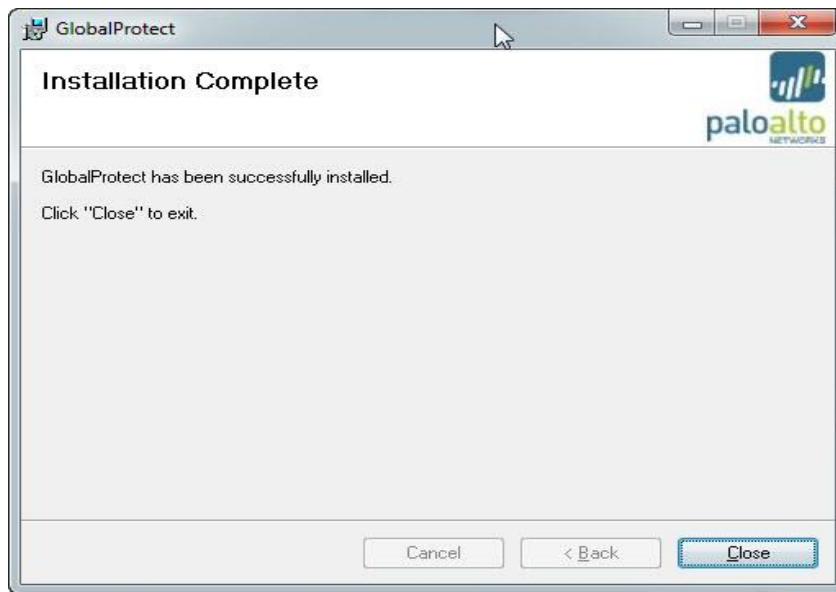 GlobalProtect
Installation Complete
paloalto
NETWORKS
GlobalProtect has been successfully installed.
Click "Close" to exit.
Cancel
< Back
Close